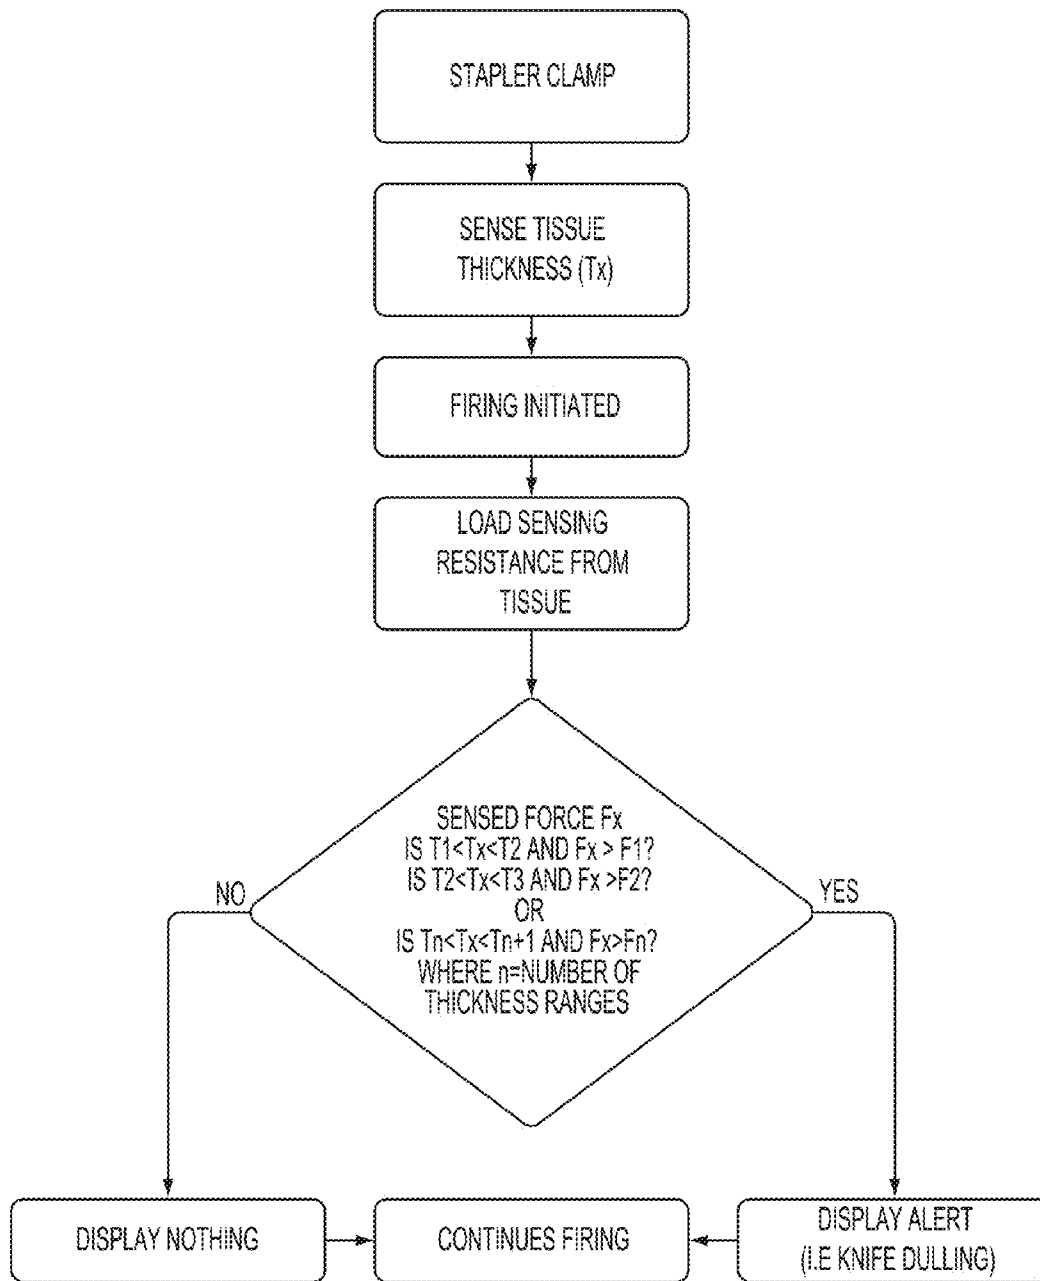 STAPLER CLAMP
SENSE TISSUE
THICKNESS (Tx)
FIRING INITIATED
LOAD SENSING
RESISTANCE FROM
TISSUE
SENSED FORCE Fx
IS T1<Tx<T2 AND Fx > F1?
IS T2<Tx<T3 AND Fx >F2?
OR
IS Tn<Tx<Tn+1 AND Fx>Fn?
WHERE n=NUMBER OF
THICKNESS RANGES
NO
YES
DISPLAY NOTHING
CONTINUES FIRING
DISPLAY ALERT
(I.E KNIFE DULLING)